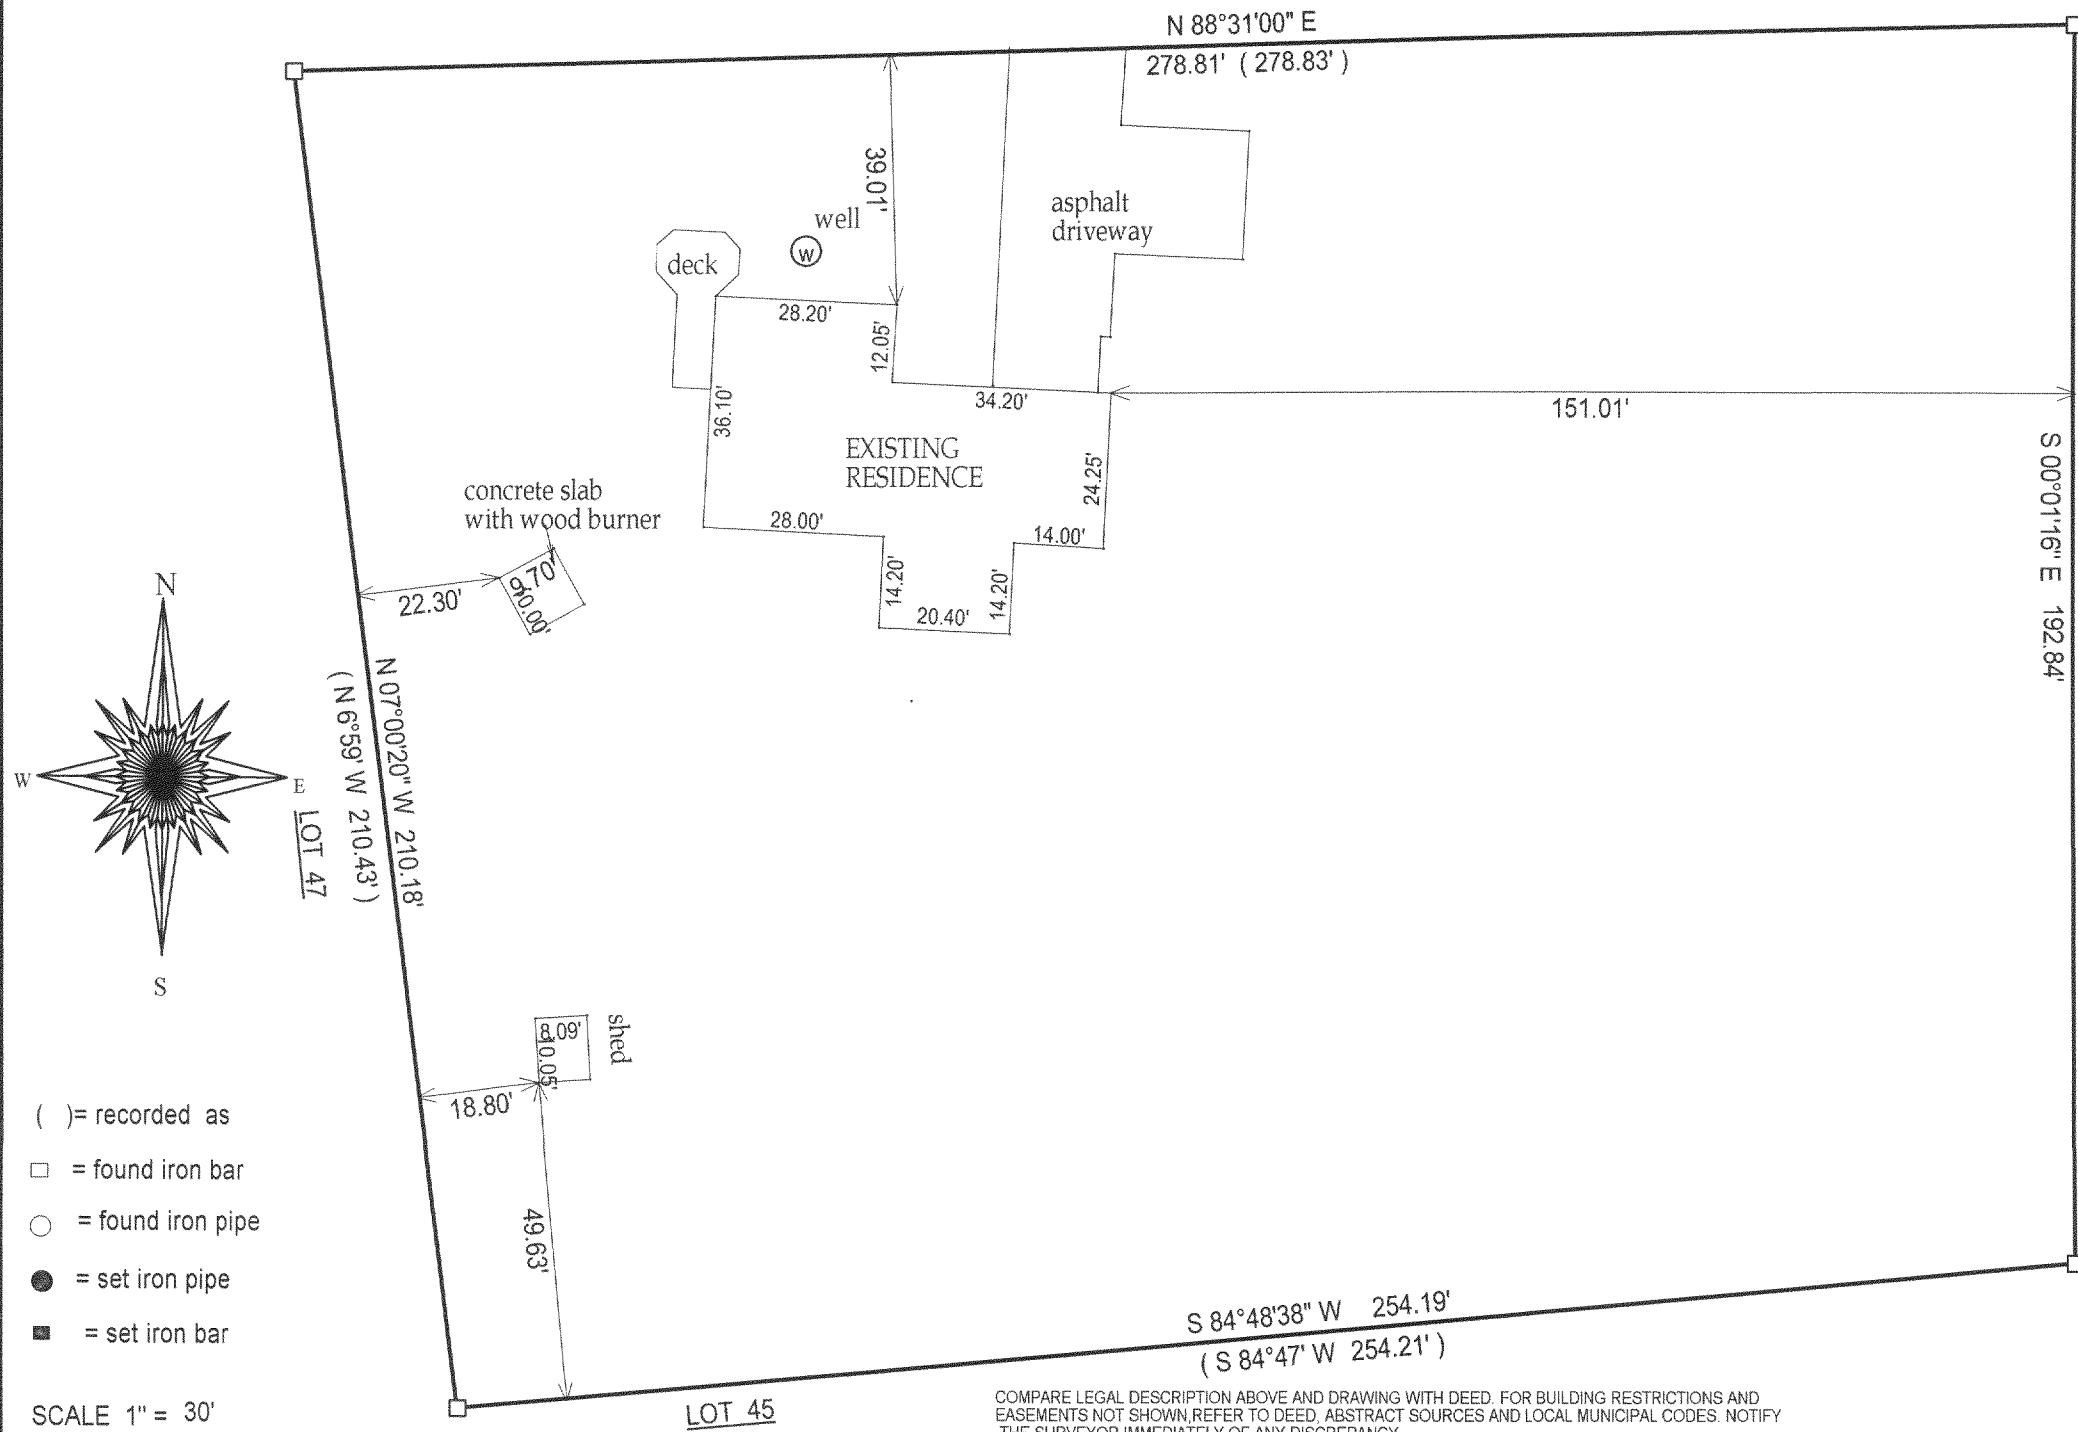 N 88°31'00" E
278.81' ( 278.83' )
39.01'
well
W
asphalt
driveway
deck
28.20'
12.05'
34.20'
151.01'
36.10'
EXISTING
RESIDENCE
24.25'
S 00°01'16" E 192.84'
concrete slab
with wood burner
28.00'
14.00'
9.70'
10.00'
22.30'
14.20'
20.40'
14.20'
N
W
E
S
N 07°00'20" W 210.18'
( N 6°59' W 210.43' )
LOT 47
8.09'
10.05'
shed
18.80'
49.63'
( )= recorded as
= found iron bar
= found iron pipe
= set iron pipe
= set iron bar
SCALE 1" = 30'
S 84°48'38" W 254.19'
( S 84°47' W 254.21' )
LOT 45
COMPARE LEGAL DESCRIPTION ABOVE AND DRAWING WITH DEED. FOR BUILDING RESTRICTIONS AND
EASEMENTS NOT SHOWN,REFER TO DEED, ABSTRACT SOURCES AND LOCAL MUNICIPAL CODES. NOTIFY
THE SURVEYOR IMMEDIATELY OF ANY DISCREPANCY